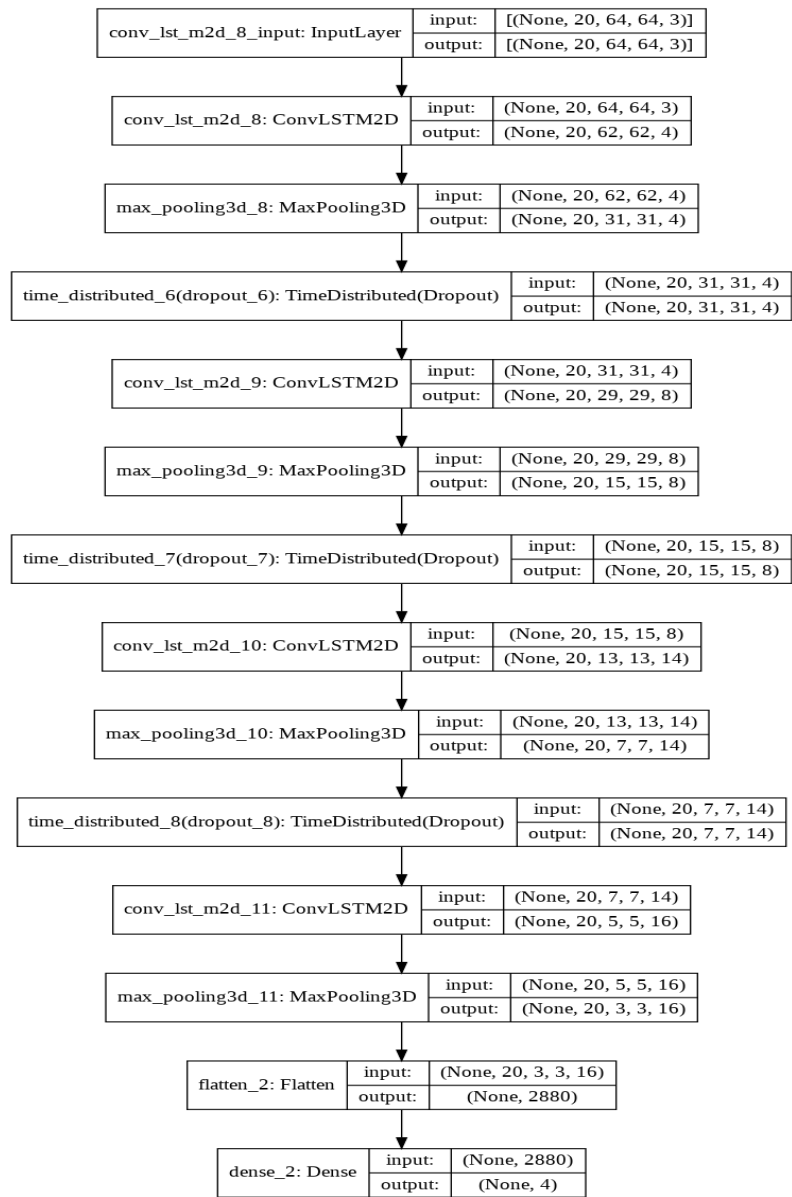 conv_lst_m2d_8_input: InputLayer input: [(None, 20, 64, 64, 3)]
output: [(None, 20, 64, 64, 3)]
conv_lst_m2d_8: ConvLSTM2D input: (None, 20, 64, 64, 3)
output: (None, 20, 62, 62, 4)
max_pooling3d_8: MaxPooling3D input: (None, 20, 62, 62, 4)
output: (None, 20, 31, 31, 4)
time_distributed_6(dropout_6): TimeDistributed(Dropout) input: (None, 20, 31, 31, 4)
output: (None, 20, 31, 31, 4)
conv_lst_m2d_9: ConvLSTM2D input: (None, 20, 31, 31, 4)
output: (None, 20, 29, 29, 8)
max_pooling3d_9: MaxPooling3D input: (None, 20, 29, 29, 8)
output: (None, 20, 15, 15, 8)
time_distributed_7(dropout_7): TimeDistributed(Dropout) input: (None, 20, 15, 15, 8)
output: (None, 20, 15, 15, 8)
conv_lst_m2d_10: ConvLSTM2D input: (None, 20, 15, 15, 8)
output: (None, 20, 13, 13, 14)
max_pooling3d_10: MaxPooling3D input: (None, 20, 13, 13, 14)
output: (None, 20, 7, 7, 14)
time_distributed_8(dropout_8): TimeDistributed(Dropout) input: (None, 20, 7, 7, 14)
output: (None, 20, 7, 7, 14)
conv_lst_m2d_11: ConvLSTM2D input: (None, 20, 7, 7, 14)
output: (None, 20, 5, 5, 16)
max_pooling3d_11: MaxPooling3D input: (None, 20, 5, 5, 16)
output: (None, 20, 3, 3, 16)
flatten_2: Flatten input: (None, 20, 3, 3, 16)
output: (None, 2880)
dense_2: Dense input: (None, 2880)
output: (None, 4)